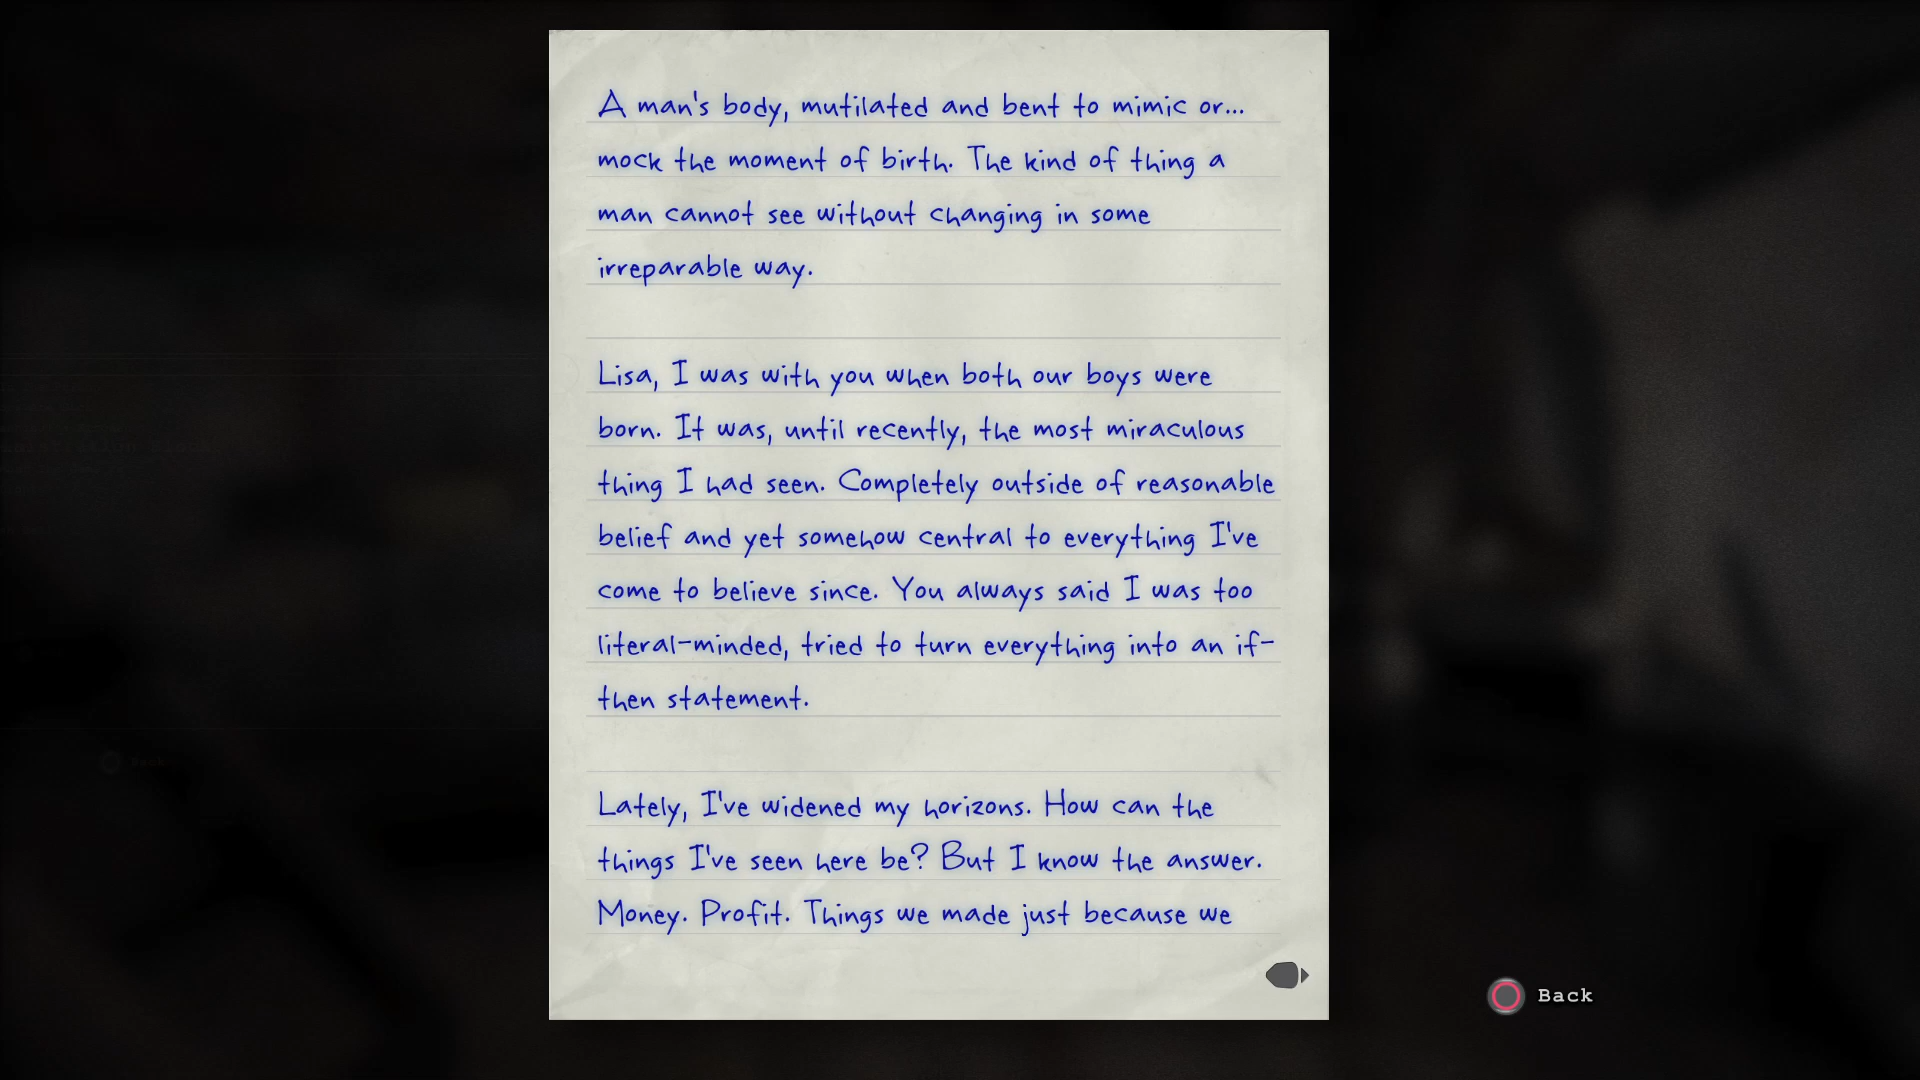 A man's body, mutilated and bent to mimic or...
mock the moment of birth. The kind of thing a
man cannot see without changing in some
irreparable way.
Lisa, I was with you when both our boys were
born. It was, until recently, the most miraculous
thing I had seen. Completely outside of reasonable
belief and yet somehow central to everything I've
come to believe since. You always said I was too
literal-minded, tried to turn everything into an if-
then statement.
Lately, I've widened my horizons. How can the
things I've seen here be? But I know the answer.
Money. Profit. Things we made just because we
Back